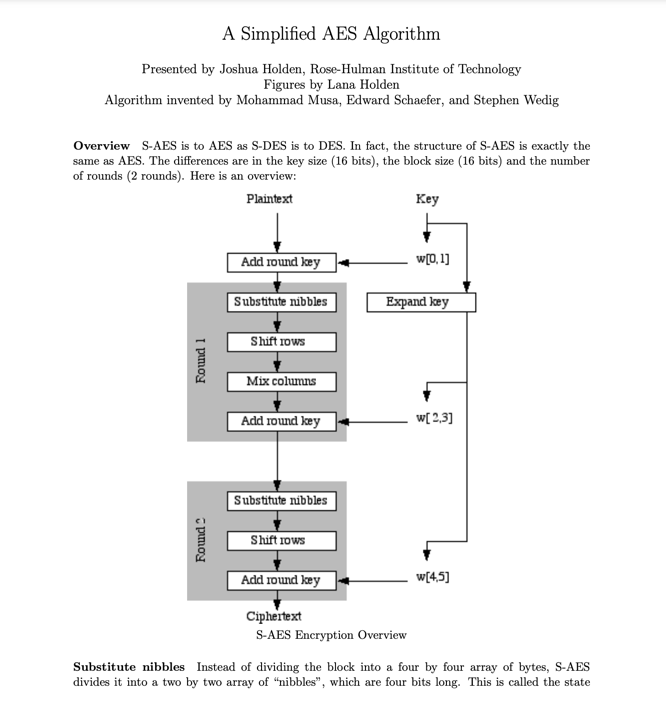 A Simplified AES Algorithm
Presented by Joshua Holden, Rose-Hulman Institute of Technology
Figures by Lana Holden
Algorithm invented by Mohammad Musa, Edward Schaefer, and Stephen Wedig
Overview S-AES is to AES as S-DES is to DES. In fact, the structure of S-AES is exactly the
same as AES. The differences are in the key size (16 bits), the block size (16 bits) and the number
of rounds (2 rounds). Here is an overview:
Plaintext
Key
Add round key
w[0,1]
Round 1
Substitute nibbles
Expand key
Shift rows
Mix columns
Add round key
w[2,3]
Round 2
Substitute nibbles
Shift rows
Add round key
w[4,5]
Ciphertext
S-AES Encryption Overview
Substitute nibbles Instead of dividing the block into a four by four array of bytes, S-AES
divides it into a two by two array of “nibbles”, which are four bits long. This is called the state